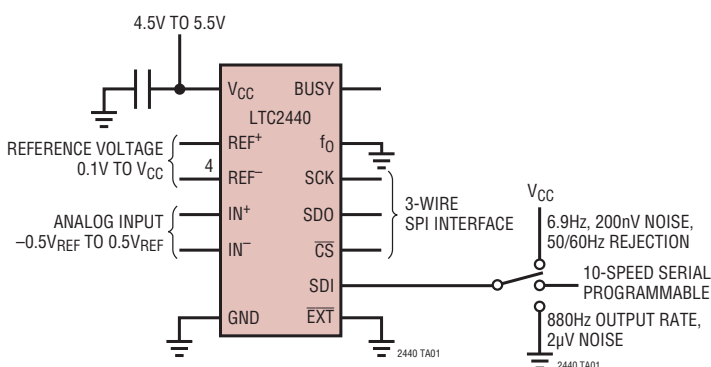 4.5V TO 5.5V
VCC
BUSY
LTC2440
REFERENCE VOLTAGE
0.1V TO VCC
REF+
fO
4
REF–
SCK
3-WIRE
SPI INTERFACE
ANALOG INPUT
–0.5VREF TO 0.5VREF
IN+
SDO
IN–
CS
SDI
GND
EXT
2440 TA01
VCC
6.9Hz, 200nV NOISE,
50/60Hz REJECTION
10-SPEED SERIAL
PROGRAMMABLE
880Hz OUTPUT RATE,
2µV NOISE
2440 TA01